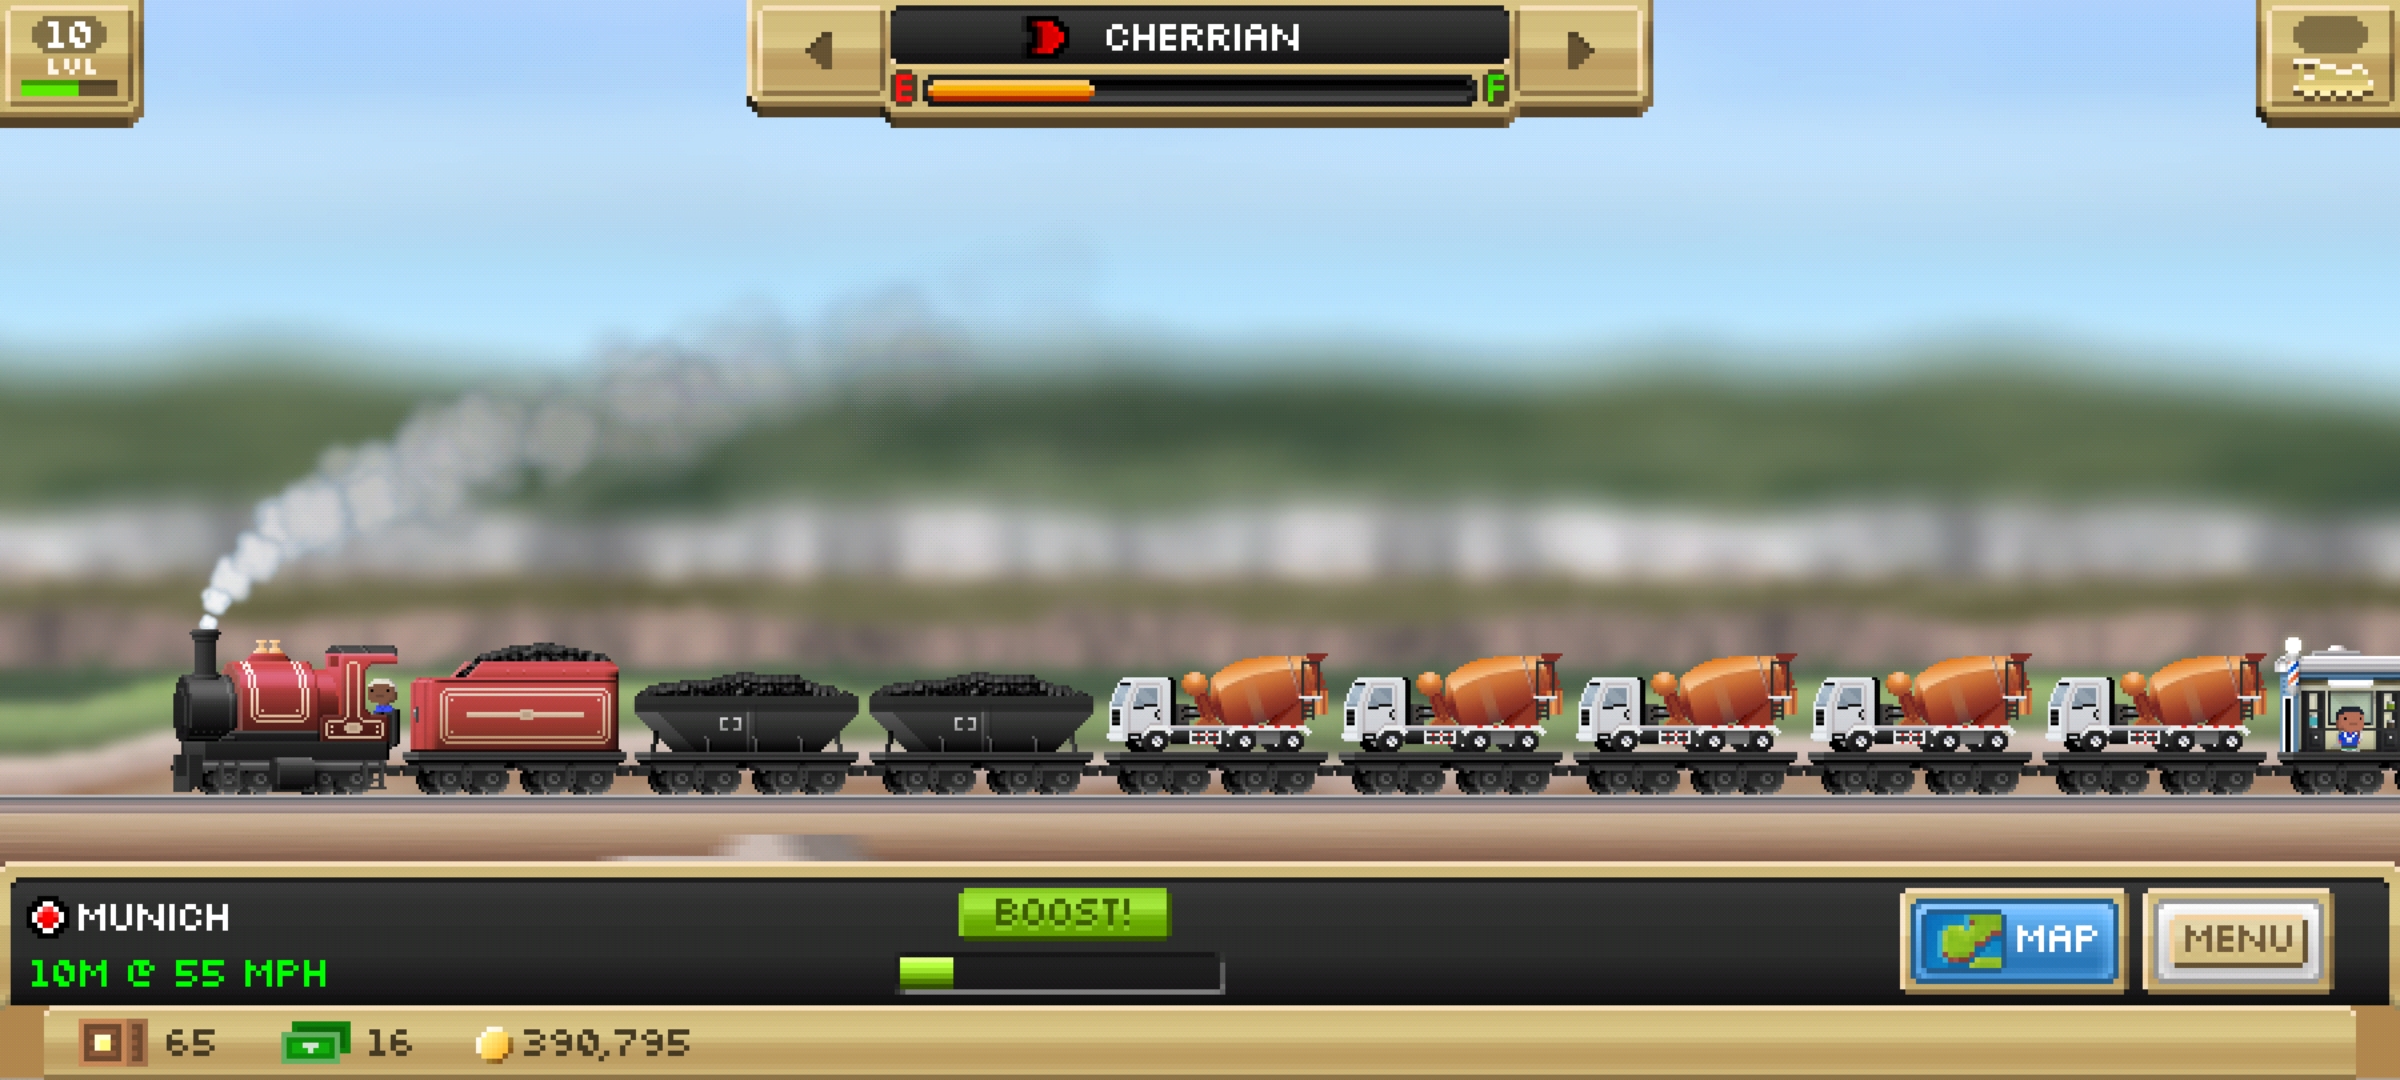 10
LVL
CHERRIAN
E F
MUNICH
10M @ 55 MPH
BOOST!
MAP
MENU
65
16
390,795